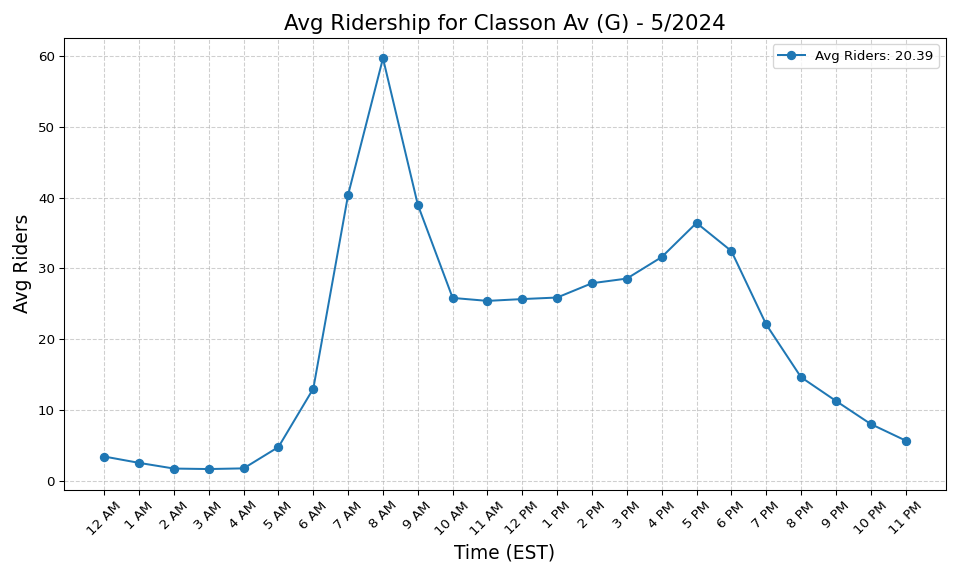 Avg Ridership for Classon Av (G) - 5/2024
Avg Riders: 20.39
Avg Riders
60
50
40
30
20
10
0
12 AM
1 AM
2 AM
3 AM
4 AM
5 AM
6 AM
7 AM
8 AM
9 AM
10 AM
11 AM
12 PM
1 PM
2 PM
3 PM
4 PM
5 PM
6 PM
7 PM
8 PM
9 PM
10 PM
11 PM
Time (EST)